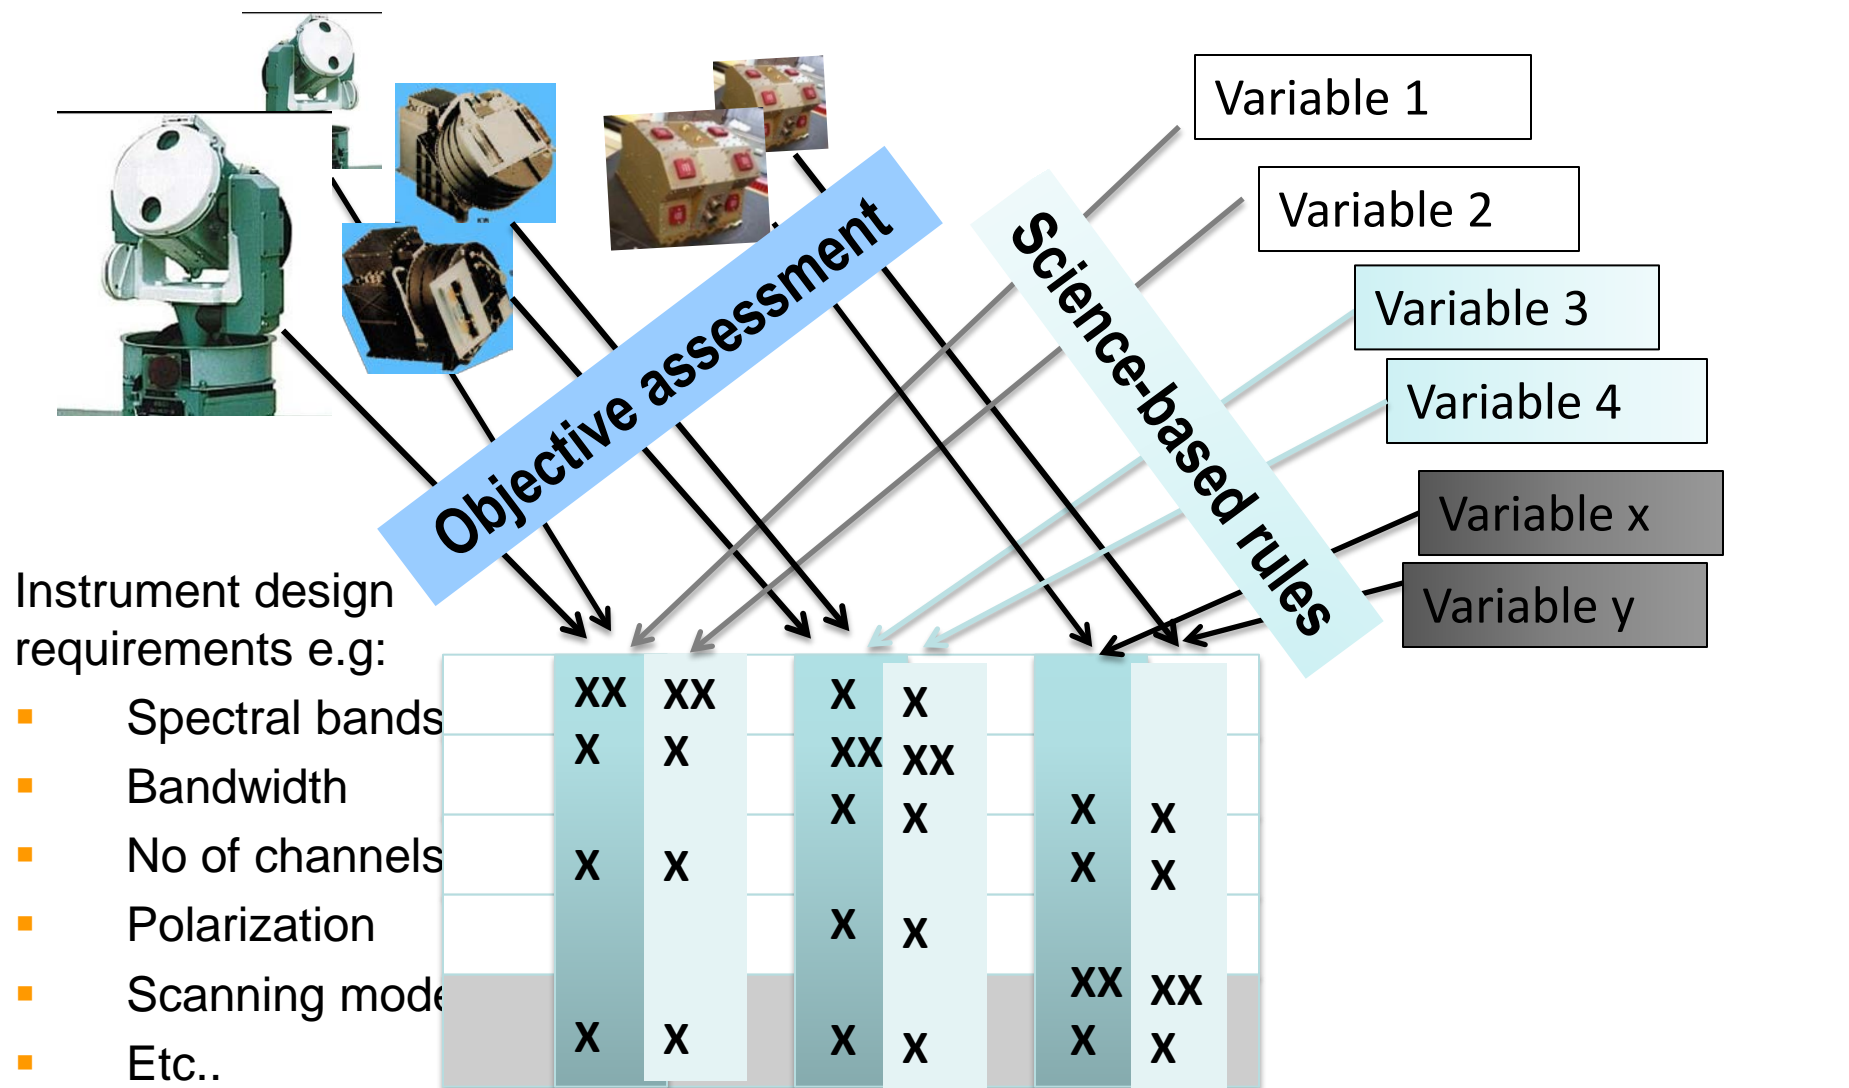 Variable 1
Variable 2
Variable 3
Variable 4
Variable x
Variable y
Objective assessment
Science-based rules
Instrument design
requirements e.g:
▪ Spectral bands
▪ Bandwidth
▪ No of channels
▪ Polarization
▪ Scanning mode
▪ Etc..
XX XX X X
X X XX XX
X X X X
X X X X
X X
XX XX
X X X X X X